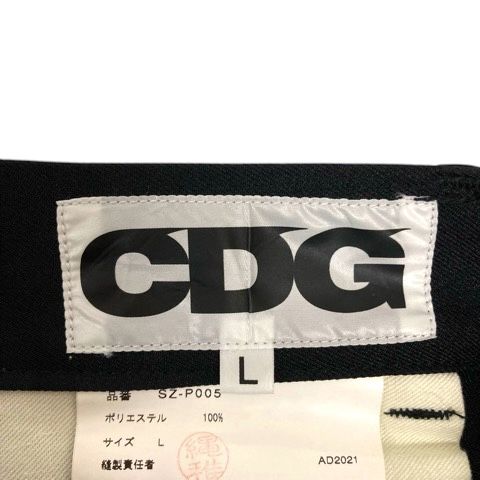 CDG
L
品番 SZ-P005
ポリエステル 100%
サイズ L
縫製責任者 AD2021